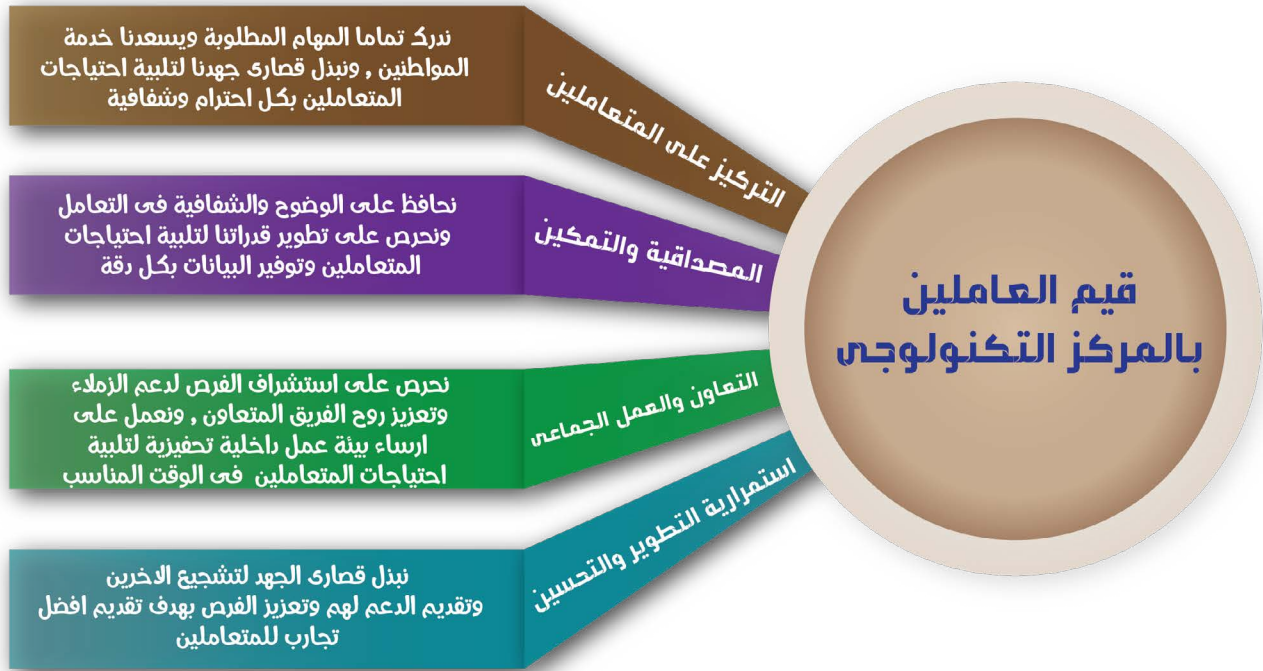 قيم العاملين
بالمركز التكنولوجى
التركيز على المتعاملين
ندرك تماما المهام المطلوبة ويسعدنا خدمة
المواطنين , ونبذل قصارى جهدنا لتلبية احتياجات
المتعاملين بكل احترام وشفافية
المصداقية والتمكين
نحافظ على الوضوح والشفافية فى التعامل
ونحرص على تطوير قدراتنا لتلبية احتياجات
المتعاملين وتوفير البيانات بكل دقة
التعاون والعمل الجماعى
نحرص على استشراف الفرص لدعم الزملاء
وتعزيز روح الفريق المتعاون , ونعمل على
ارساء بيئة عمل داخلية تحفيزية لتلبية
احتياجات المتعاملين فى الوقت المناسب
استمرارية التطوير والتحسين
نبذل قصارى الجهد لتشجيع الاخرين
وتقديم الدعم لهم وتعزيز الفرص بهدف تقديم افضل
تجارب للمتعاملين